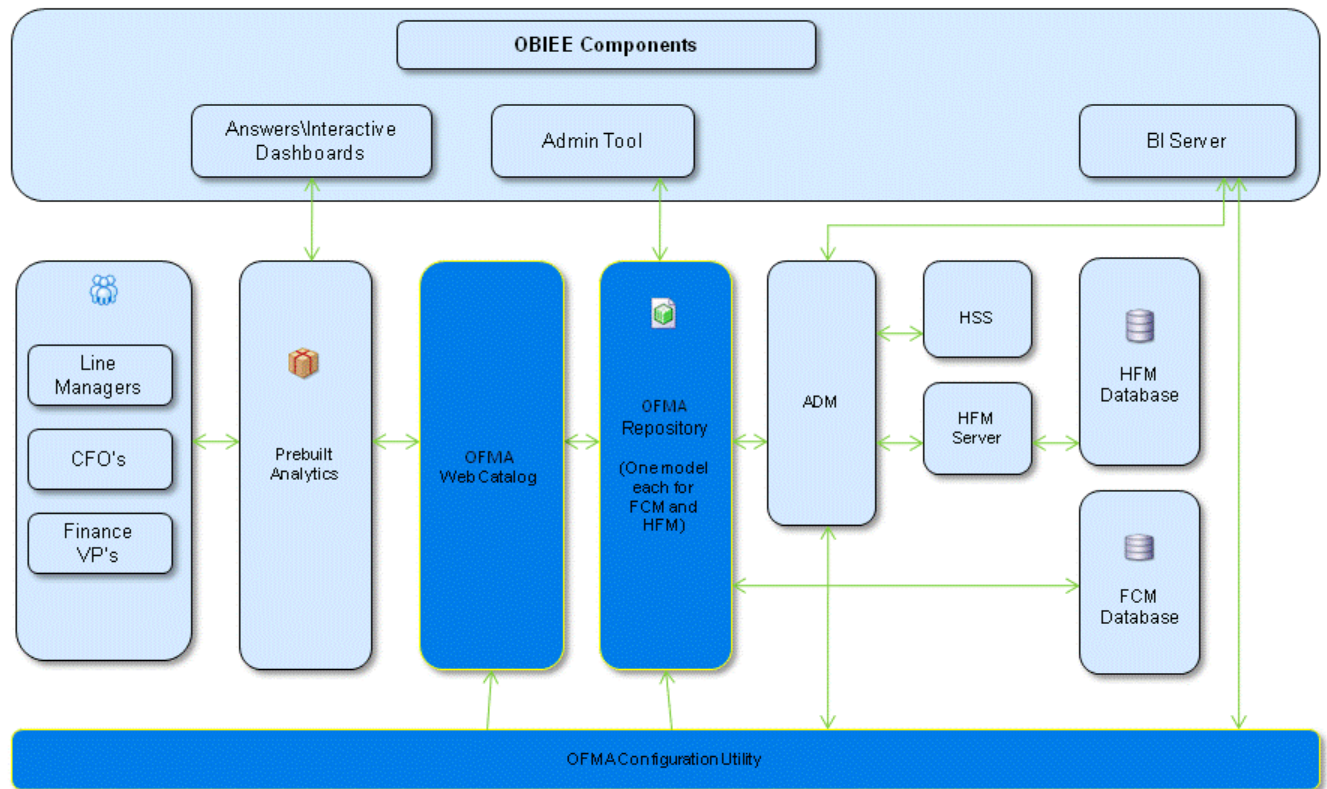 OBIEE Components
Answers\Interactive
Dashboards
Admin Tool
BI Server
Line
Managers
CFO's
Finance
VP's
Prebuilt
Analytics
OFMA
Web Catalog
OFMA
Repository
(One model
each for
FCM and
HFM)
ADM
HSS
HFM
Server
HFM
Database
FCM
Database
OFMA Configuration Utility